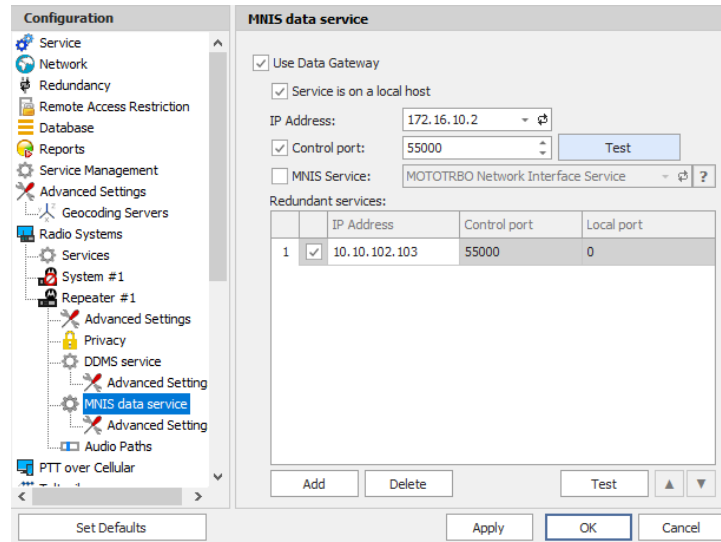 Configuration
Service
Network
Redundancy
Remote Access Restriction
Database
Reports
Service Management
Advanced Settings
Geocoding Servers
Radio Systems
Services
System #1
Repeater #1
Advanced Settings
Privacy
DDMS service
Advanced Setting
MNIS data service
Advanced Setting
Audio Paths
PTT over Cellular
Set Defaults
MNIS data service
Use Data Gateway
Service is on a local host
IP Address: 172.16.10.2
Control port: 55000 Test
MNIS Service: MOTOTRBO Network Interface Service ?
Redundant services:
IP Address Control port Local port
1 10.10.102.103 55000 0
Add Delete Test
Apply OK Cancel